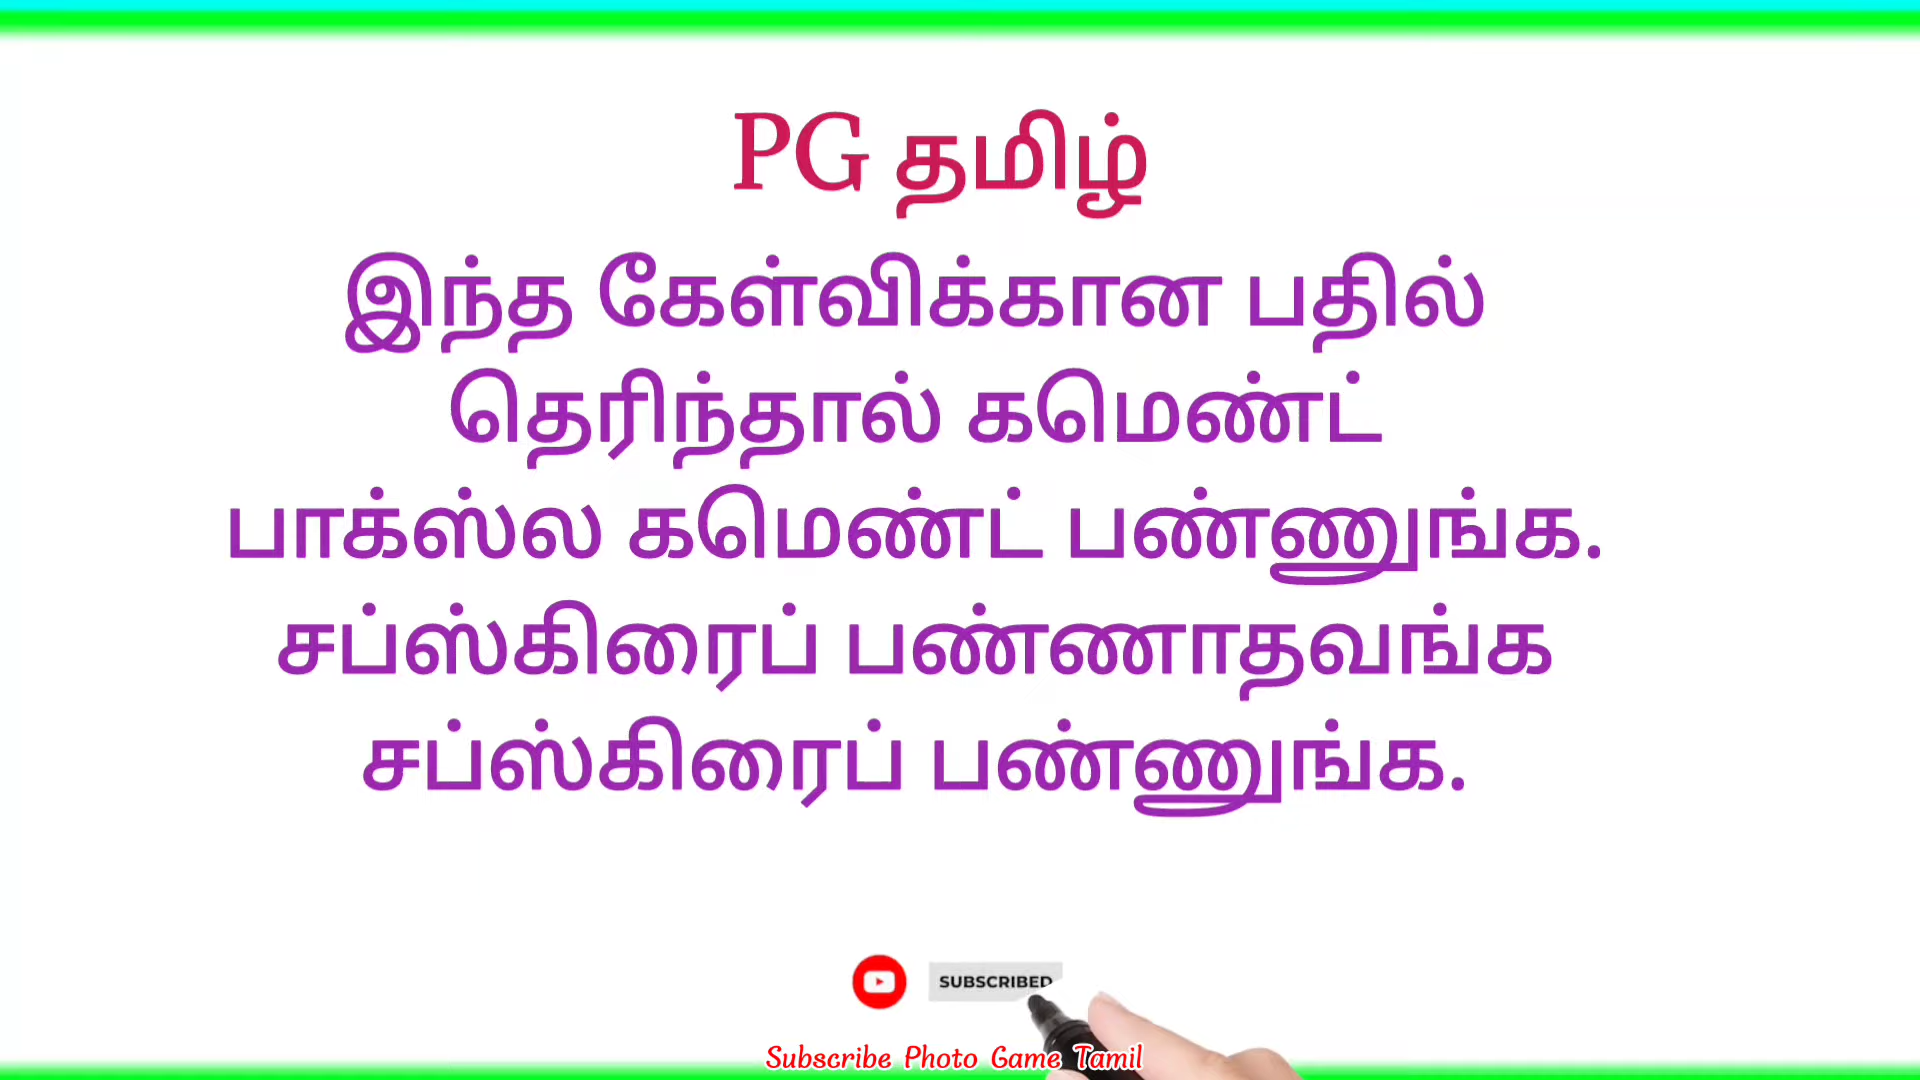 PG தமிழ்
இந்த கேள்விக்கான பதில்
தெரிந்தால் கமெண்ட்
பாக்ஸ்ல கமெண்ட் பண்ணுங்க.
சப்ஸ்கிரைப் பண்ணாதவங்க
சப்ஸ்கிரைப் பண்ணுங்க.
SUBSCRIBED
Subscribe Photo Game Tamil